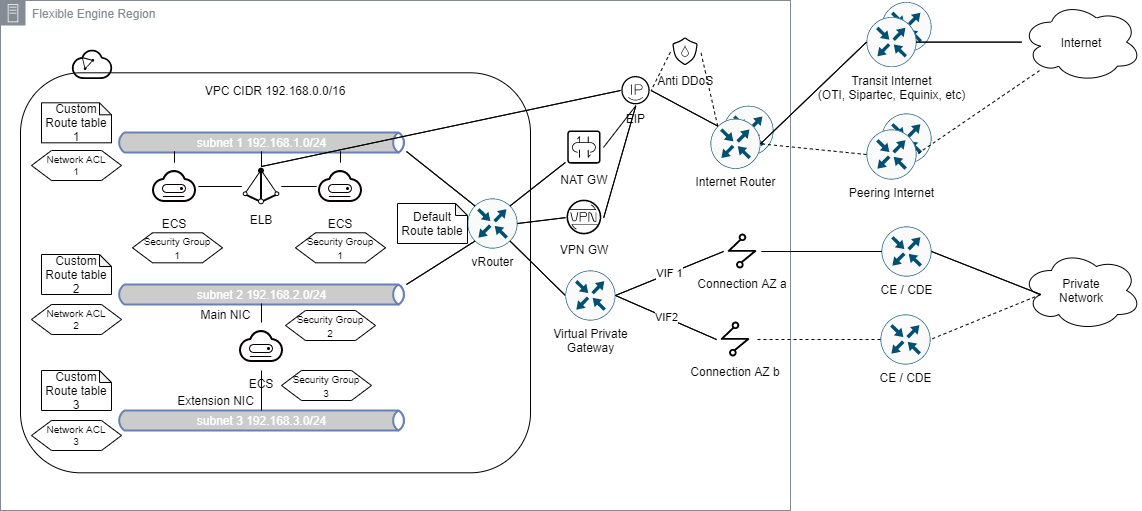 Flexible Engine Region
VPC CIDR 192.168.0.0/16
Custom
Route table
1
subnet 1 192.168.1.0/24
Network ACL
1
ECS
ELB
ECS
Security Group
1
Security Group
1
Default
Route table
vRouter
Custom
Route table
2
subnet 2 192.168.2.0/24
Main NIC
Network ACL
2
Security Group
2
ECS
Security Group
3
Custom
Route table
3
Extension NIC
subnet 3 192.168.3.0/24
Network ACL
3
IP
EIP
Anti DDoS
NAT GW
VPN
VPN GW
Virtual Private
Gateway
VIF 1
VIF2
Connection AZ a
Connection AZ b
Internet Router
Transit Internet
(OTI, Sipartec, Equinix, etc)
Peering Internet
Internet
CE / CDE
CE / CDE
Private
Network